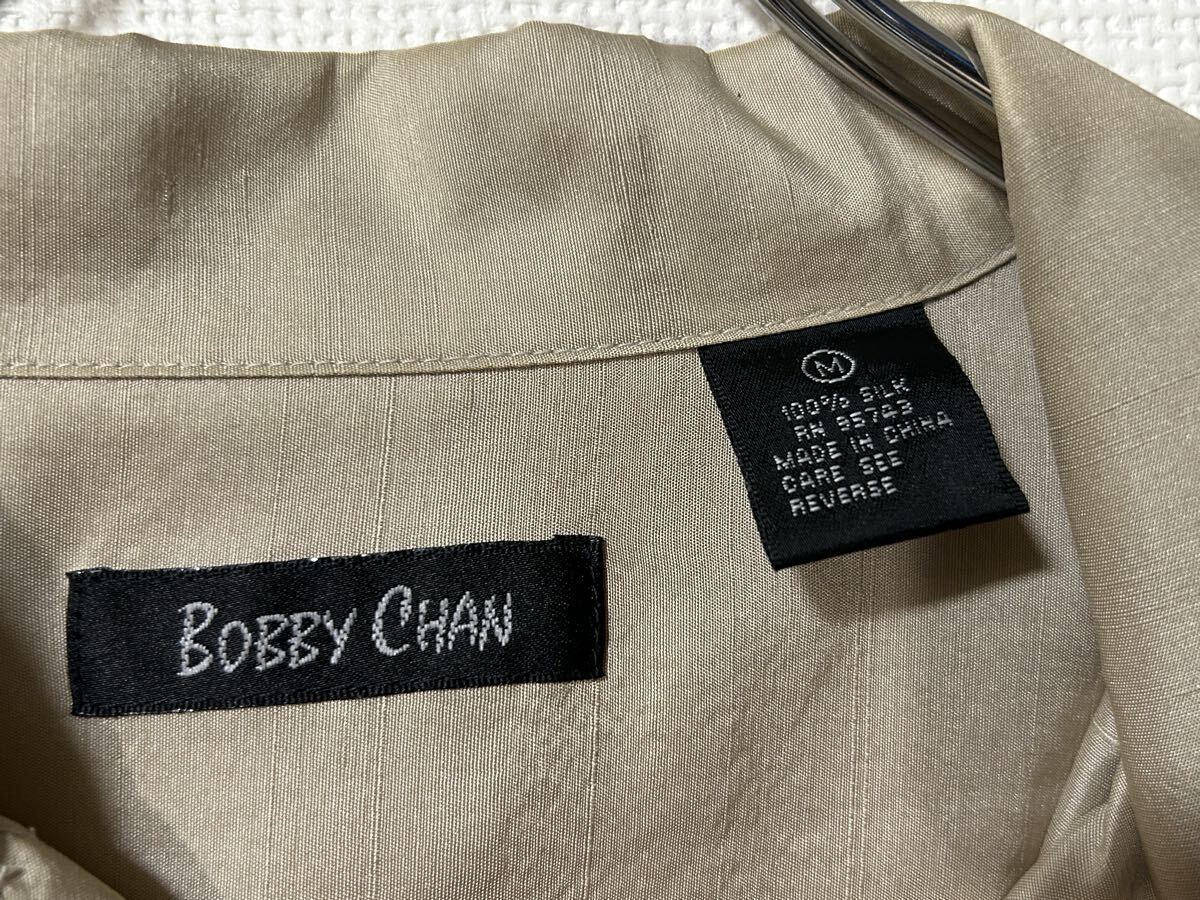 M
100% SILK
RN 95743
MADE IN CHINA
CARE SEE
REVERSE
BOBBY CHAN